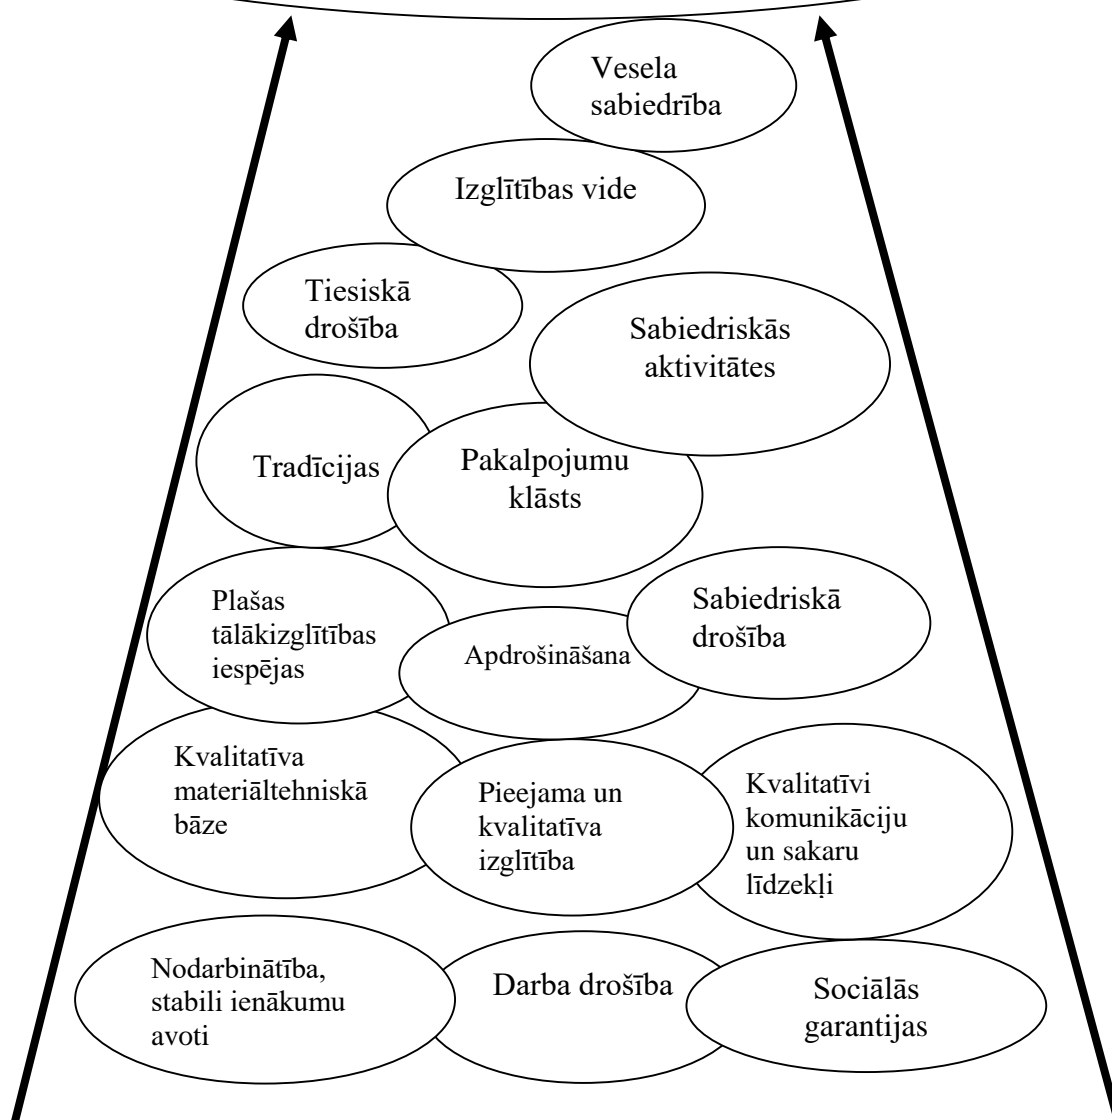 Vesela
sabiedrība
Izglītības vide
Tiesiskā
drošība
Sabiedriskās
aktivitātes
Tradīcijas
Pakalpojumu
klāsts
Plašas
tālākizglītības
iespējas
Apdrošināšana
Sabiedriskā
drošība
Kvalitatīva
materiāltehniskā
bāze
Pieejama un
kvalitatīva
izglītība
Kvalitatīvi
komunikāciju
un sakaru
līdzekļi
Nodarbinātība,
stabili ienākumu
avoti
Darba drošība
Sociālās
garantijas